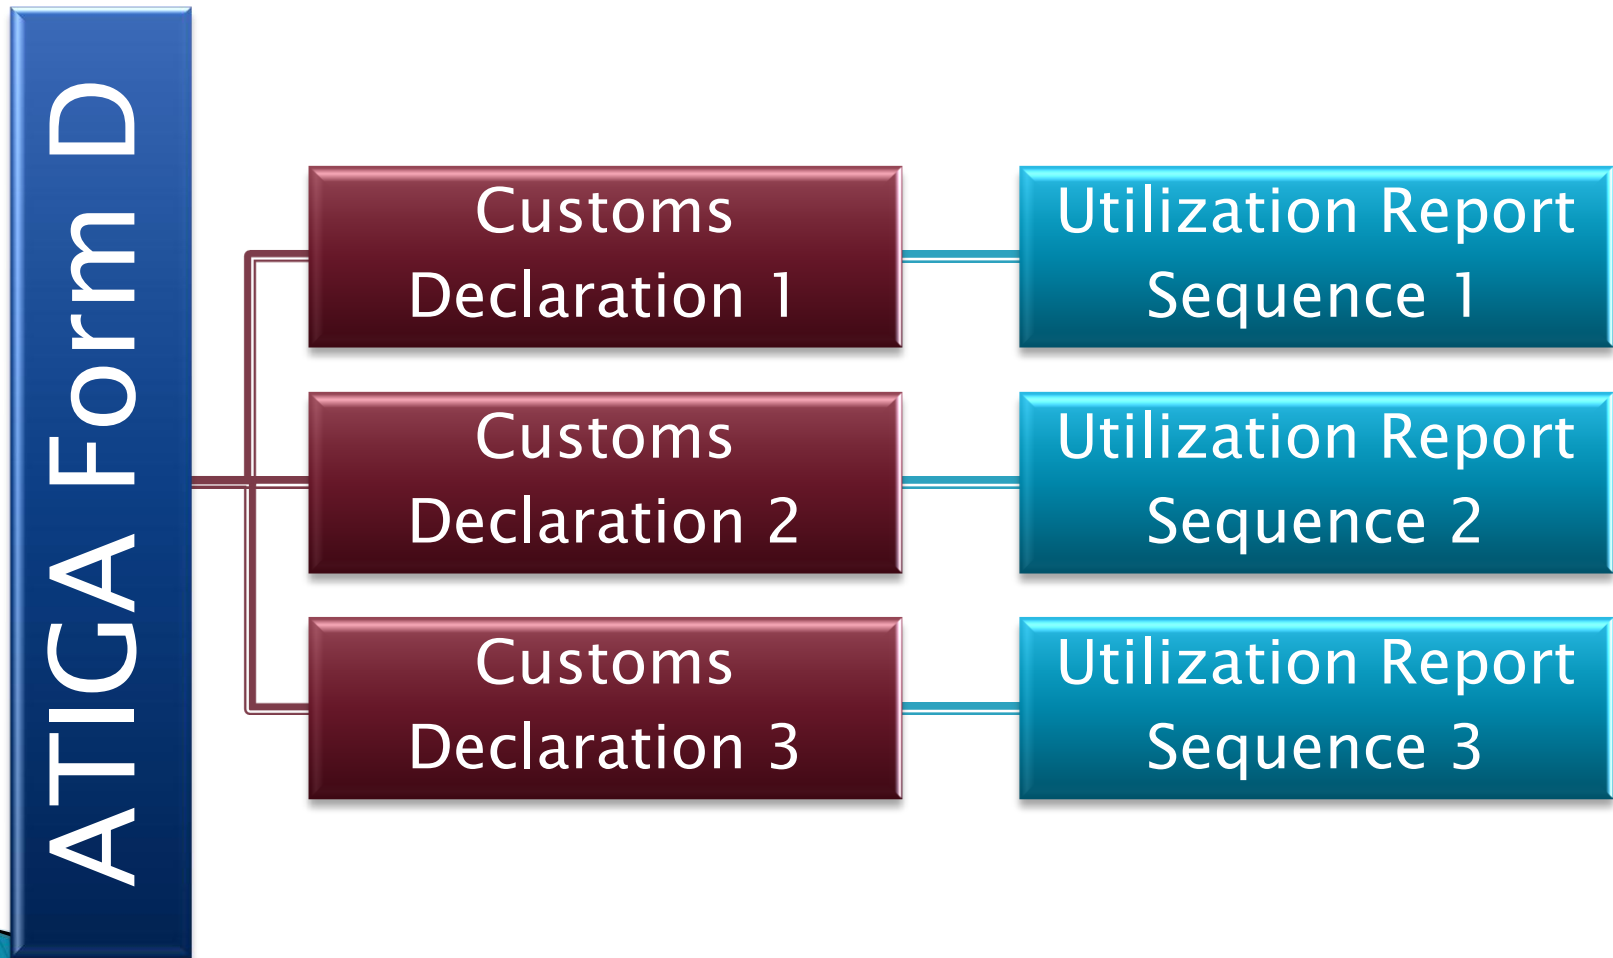 ATIGA Form D
Customs
Declaration 1
Utilization Report
Sequence 1
Customs
Declaration 2
Utilization Report
Sequence 2
Customs
Declaration 3
Utilization Report
Sequence 3